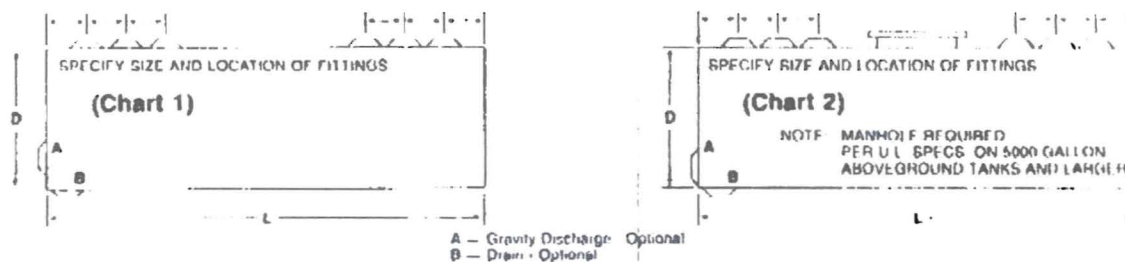 SPECIFY SIZE AND LOCATION OF FITTINGS
(Chart 1)
D
A
B
L
SPECIFY SIZE AND LOCATION OF FITTINGS
(Chart 2)
D
NOTE MANHOLE REQUIRED
PER U L SPECS ON 5000 GALLON
ABOVEGROUND TANKS AND LARGER
A
B
L
A — Gravity Discharge Optional
B — Drain - Optional